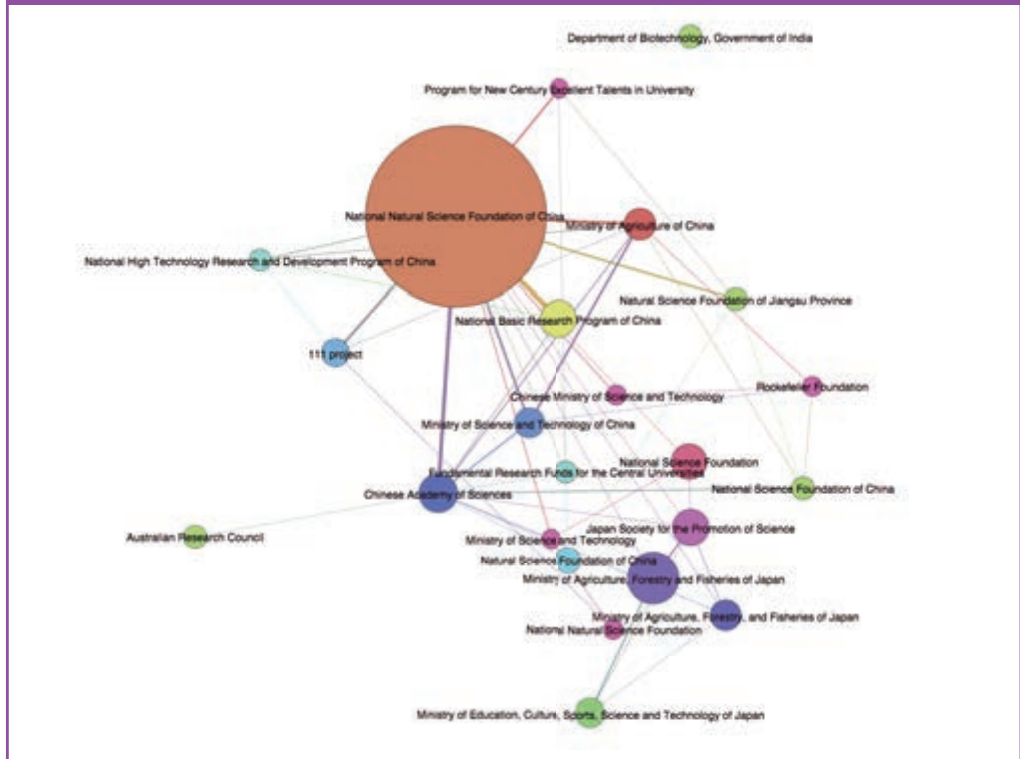 Department of Biotechnology, Government of India
Program for New Century Excellent Talents in University
National Natural Science Foundation of China
Ministry of Agriculture of China
National High Technology Research and Development Program of China
Natural Science Foundation of Jiangsu Province
National Basic Research Program of China
111 project
Rockefeller Foundation
Chinese Ministry of Science and Technology
Ministry of Science and Technology of China
National Science Foundation
Fundamental Research Funds for the Central Universities
National Science Foundation of China
Chinese Academy of Sciences
Japan Society for the Promotion of Science
Australian Research Council
Ministry of Science and Technology
Natural Science Foundation of China
Ministry of Agriculture, Forestry and Fisheries of Japan
Ministry of Agriculture, Forestry, and Fisheries of Japan
National Natural Science Foundation
Ministry of Education, Culture, Sports, Science and Technology of Japan